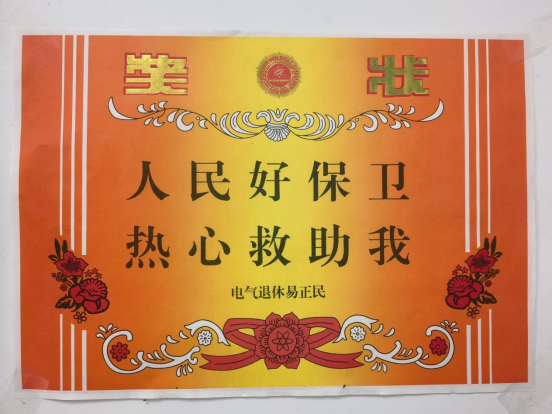 奖状
人民好保卫
热心救助我
电气退休易正民